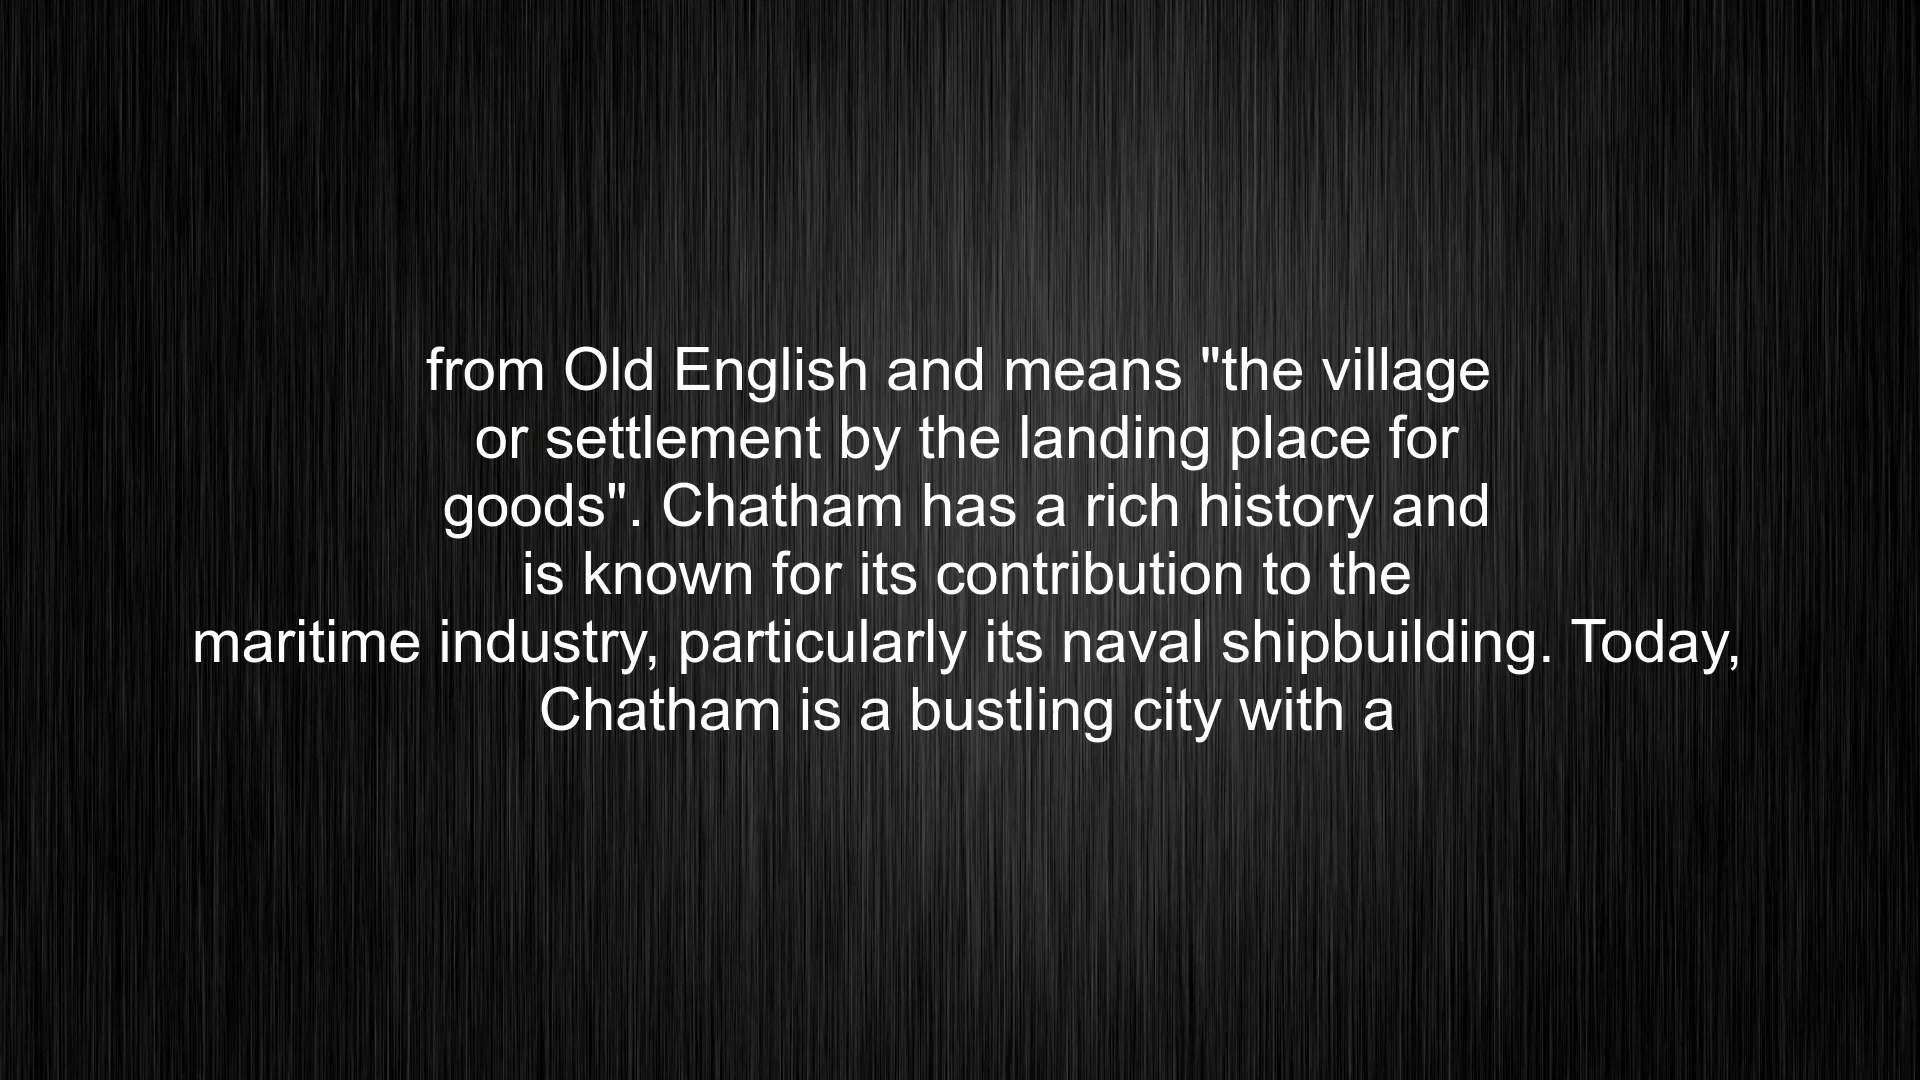 from Old English and means "the village
or settlement by the landing place for
goods". Chatham has a rich history and
is known for its contribution to the
maritime industry, particularly its naval shipbuilding. Today,
Chatham is a bustling city with a